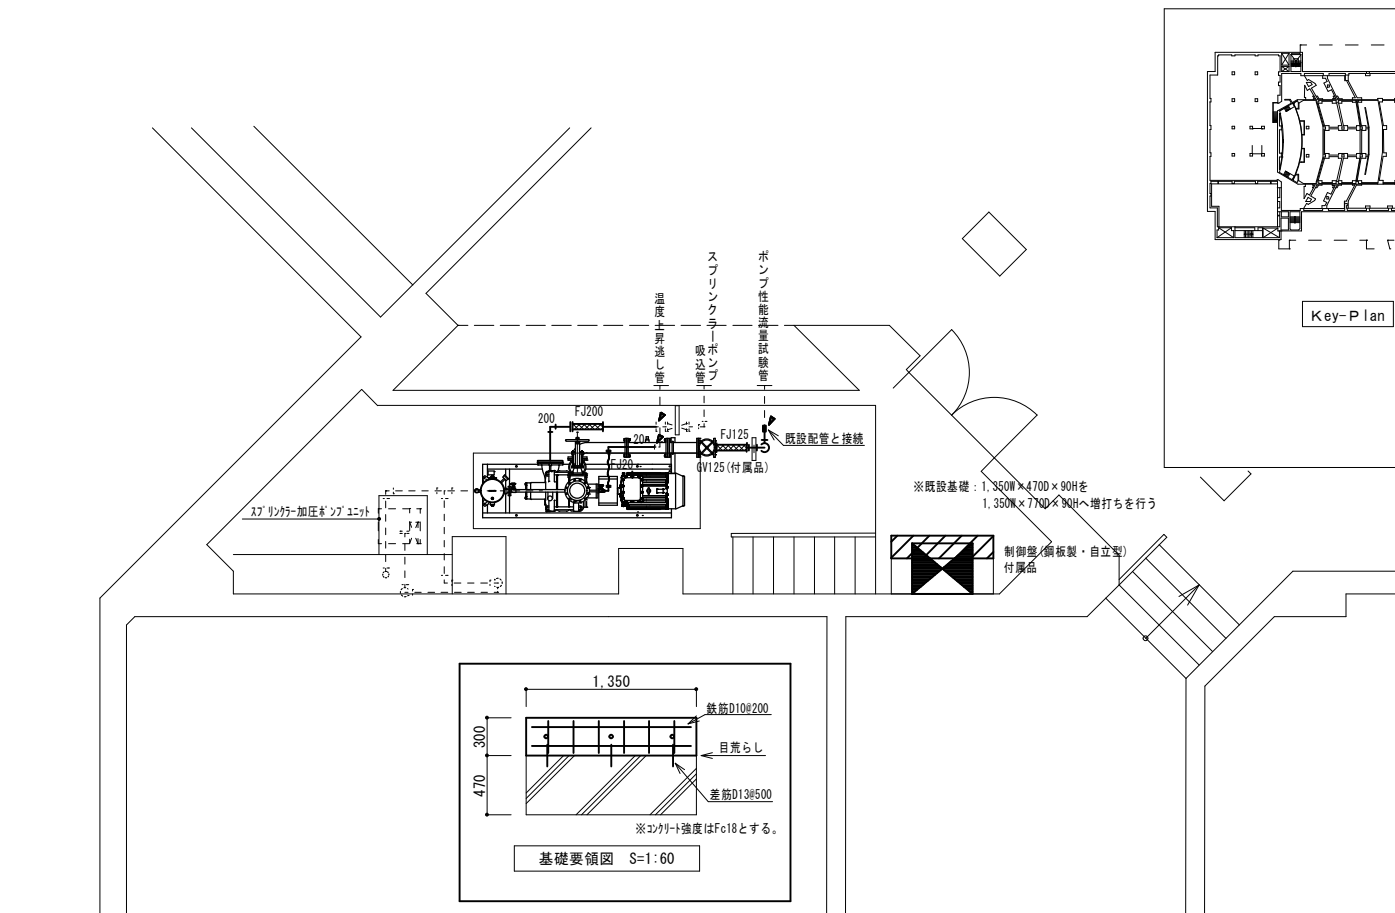 Key-Plan
温度上昇逃し管
スプリンクラーポンプ
吸込管
ポンプ性能流量試験管
200
FJ200
20A
FJ20
FJ125
GV125(付属品)
既設配管と接続
スプリンクラー加圧ポンプユニット
※既設基礎：1,350W×470D×90Hを
1,350W×770D×90Hへ増打ちを行う
制御盤(鋼板製・自立型)
付属品
1,350
300
470
鉄筋D10@200
目荒らし
差筋D13@500
※コンクリート強度はFc18とする。
基礎要領図　S=1:60